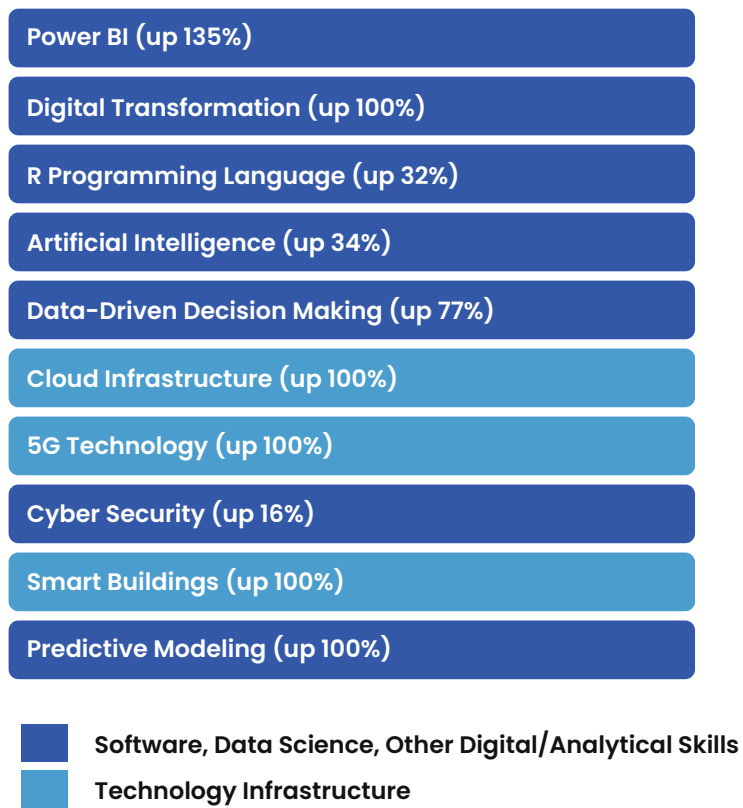 Power BI (up 135%)
Digital Transformation (up 100%)
R Programming Language (up 32%)
Artificial Intelligence (up 34%)
Data-Driven Decision Making (up 77%)
Cloud Infrastructure (up 100%)
5G Technology (up 100%)
Cyber Security (up 16%)
Smart Buildings (up 100%)
Predictive Modeling (up 100%)
Software, Data Science, Other Digital/Analytical Skills
Technology Infrastructure